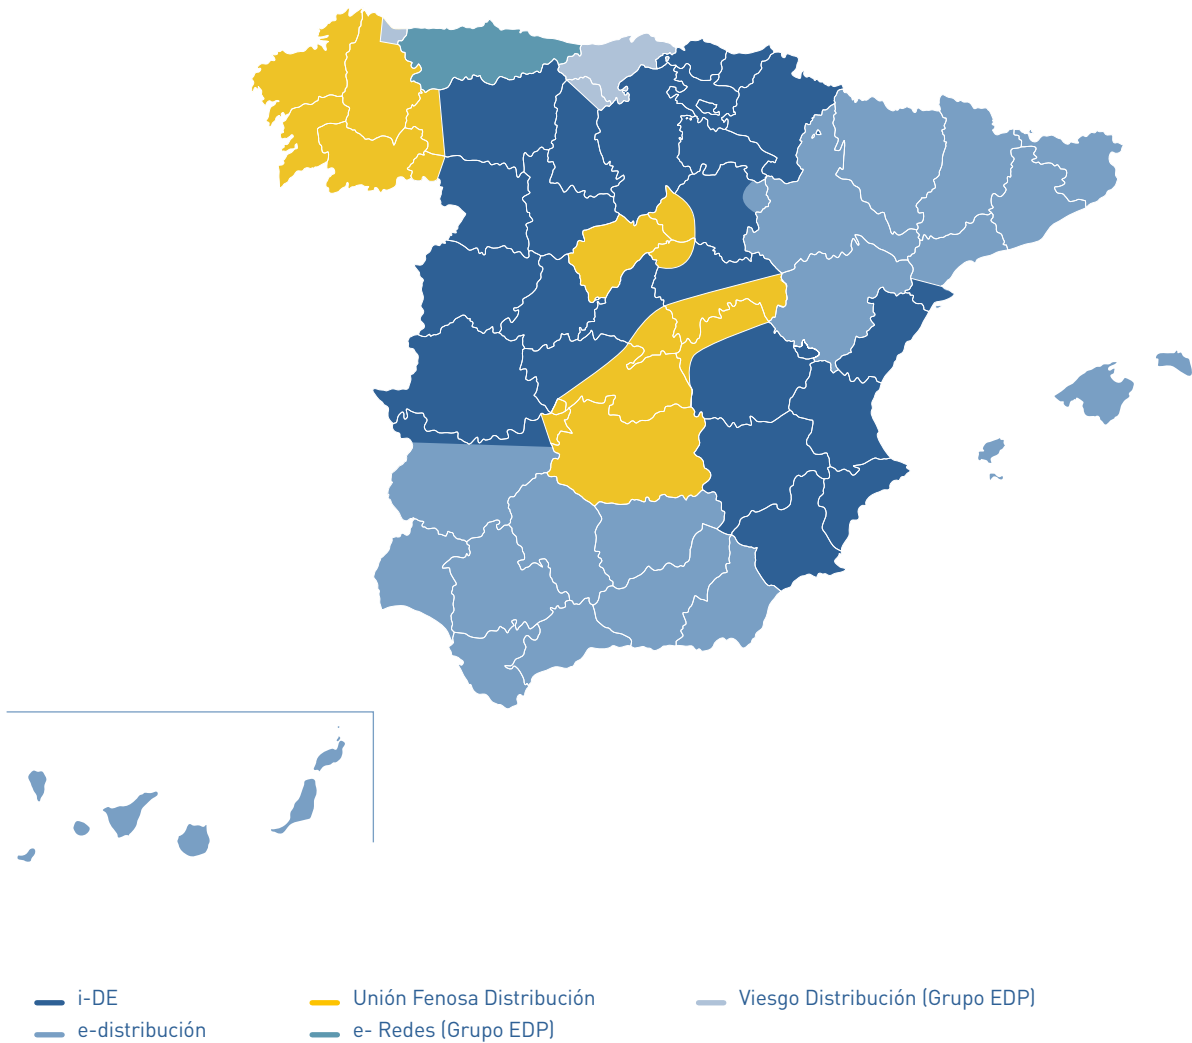 i-DE
Unión Fenosa Distribución
Viesgo Distribución (Grupo EDP)
e-distribución
e- Redes (Grupo EDP)